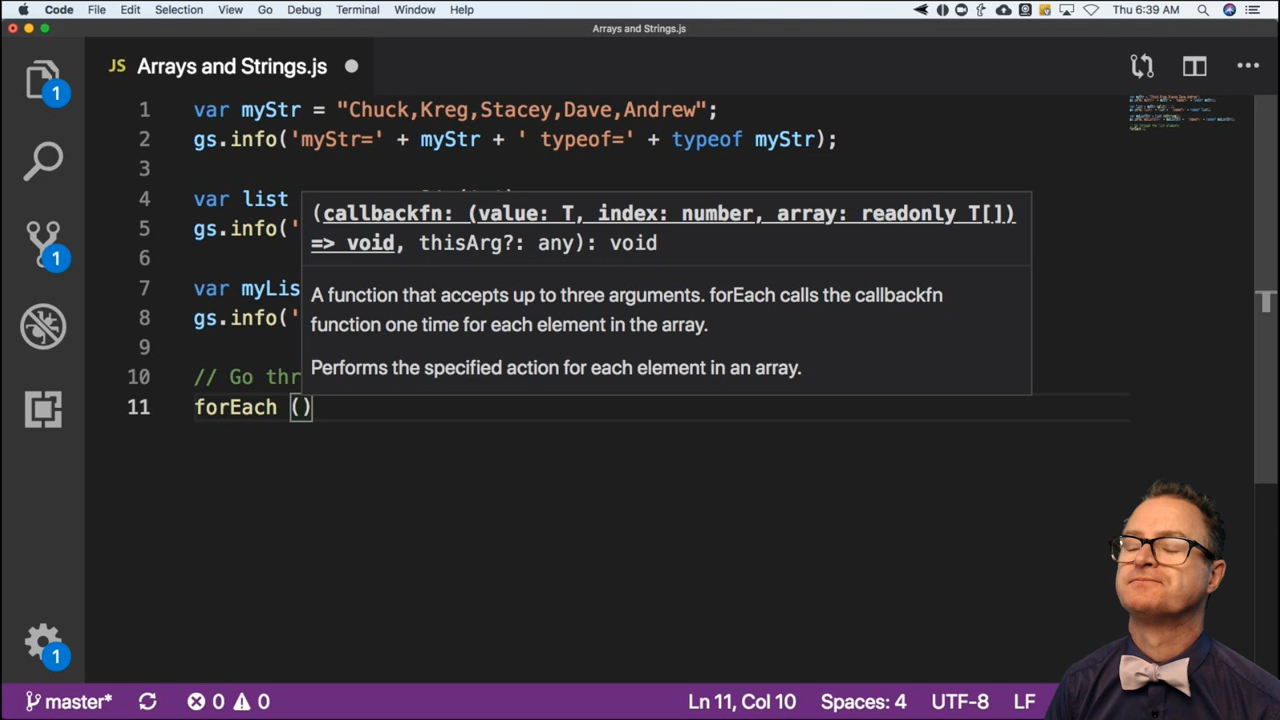 Code File Edit Selection View Go Debug Terminal Window Help Thu 6:39 AM
Arrays and Strings.js
JS Arrays and Strings.js
1 var myStr = "Chuck,Kreg,Stacey,Dave,Andrew";
2 gs.info('myStr=' + myStr + ' typeof=' + typeof myStr);
3
4 var list
(callbackfn: (value: T, index: number, array: readonly T[])
5 gs.info('
=> void, thisArg?: any): void
6
7 var myLis
A function that accepts up to three arguments. forEach calls the callbackfn
8 gs.info('
function one time for each element in the array.
9
Performs the specified action for each element in an array.
10 // Go thr
11 forEach ()
1
1
1
master* 0 0 Ln 11, Col 10 Spaces: 4 UTF-8 LF